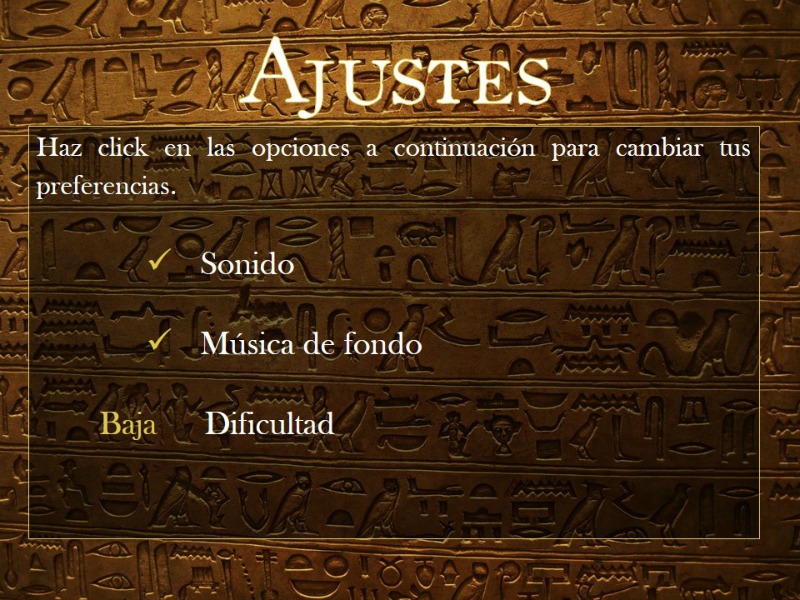 AJUSTES
Haz click en las opciones a continuación para cambiar tus
preferencias.
✓ Sonido
✓ Música de fondo
Baja Dificultad